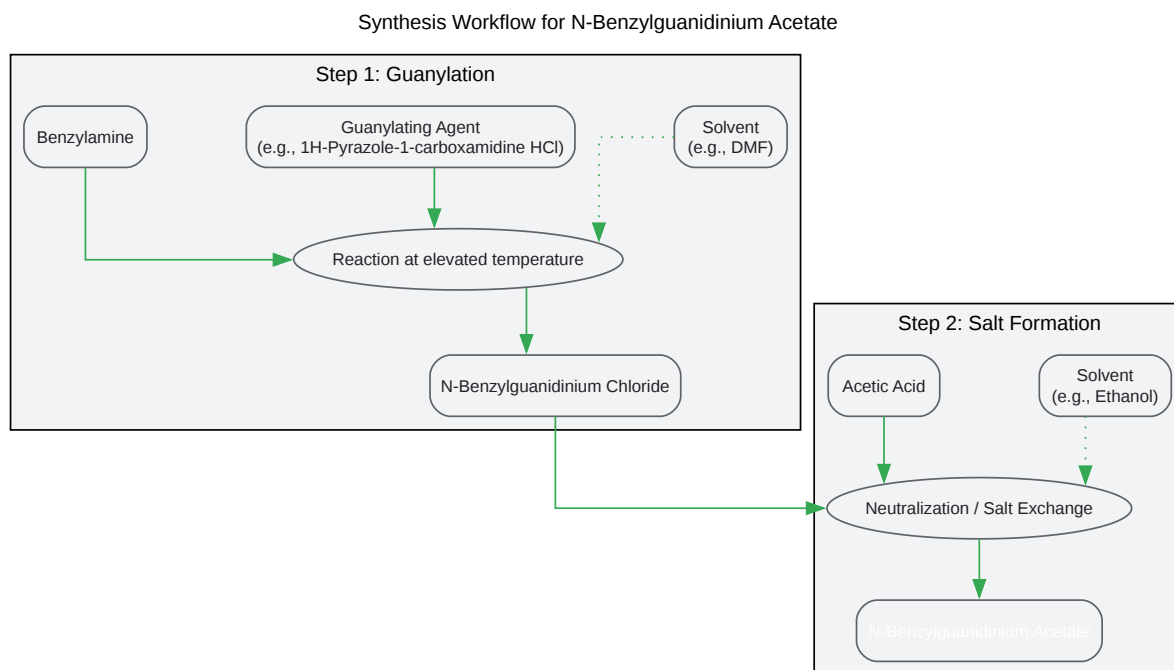 Synthesis Workflow for N-Benzylguanidinium Acetate
Step 1: Guanylation
Benzylamine
Guanylating Agent
(e.g., 1H-Pyrazole-1-carboxamidine HCl)
Solvent
(e.g., DMF)
Reaction at elevated temperature
N-Benzylguanidinium Chloride
Step 2: Salt Formation
Acetic Acid
Solvent
(e.g., Ethanol)
Neutralization / Salt Exchange
N-Benzylguanidinium Acetate